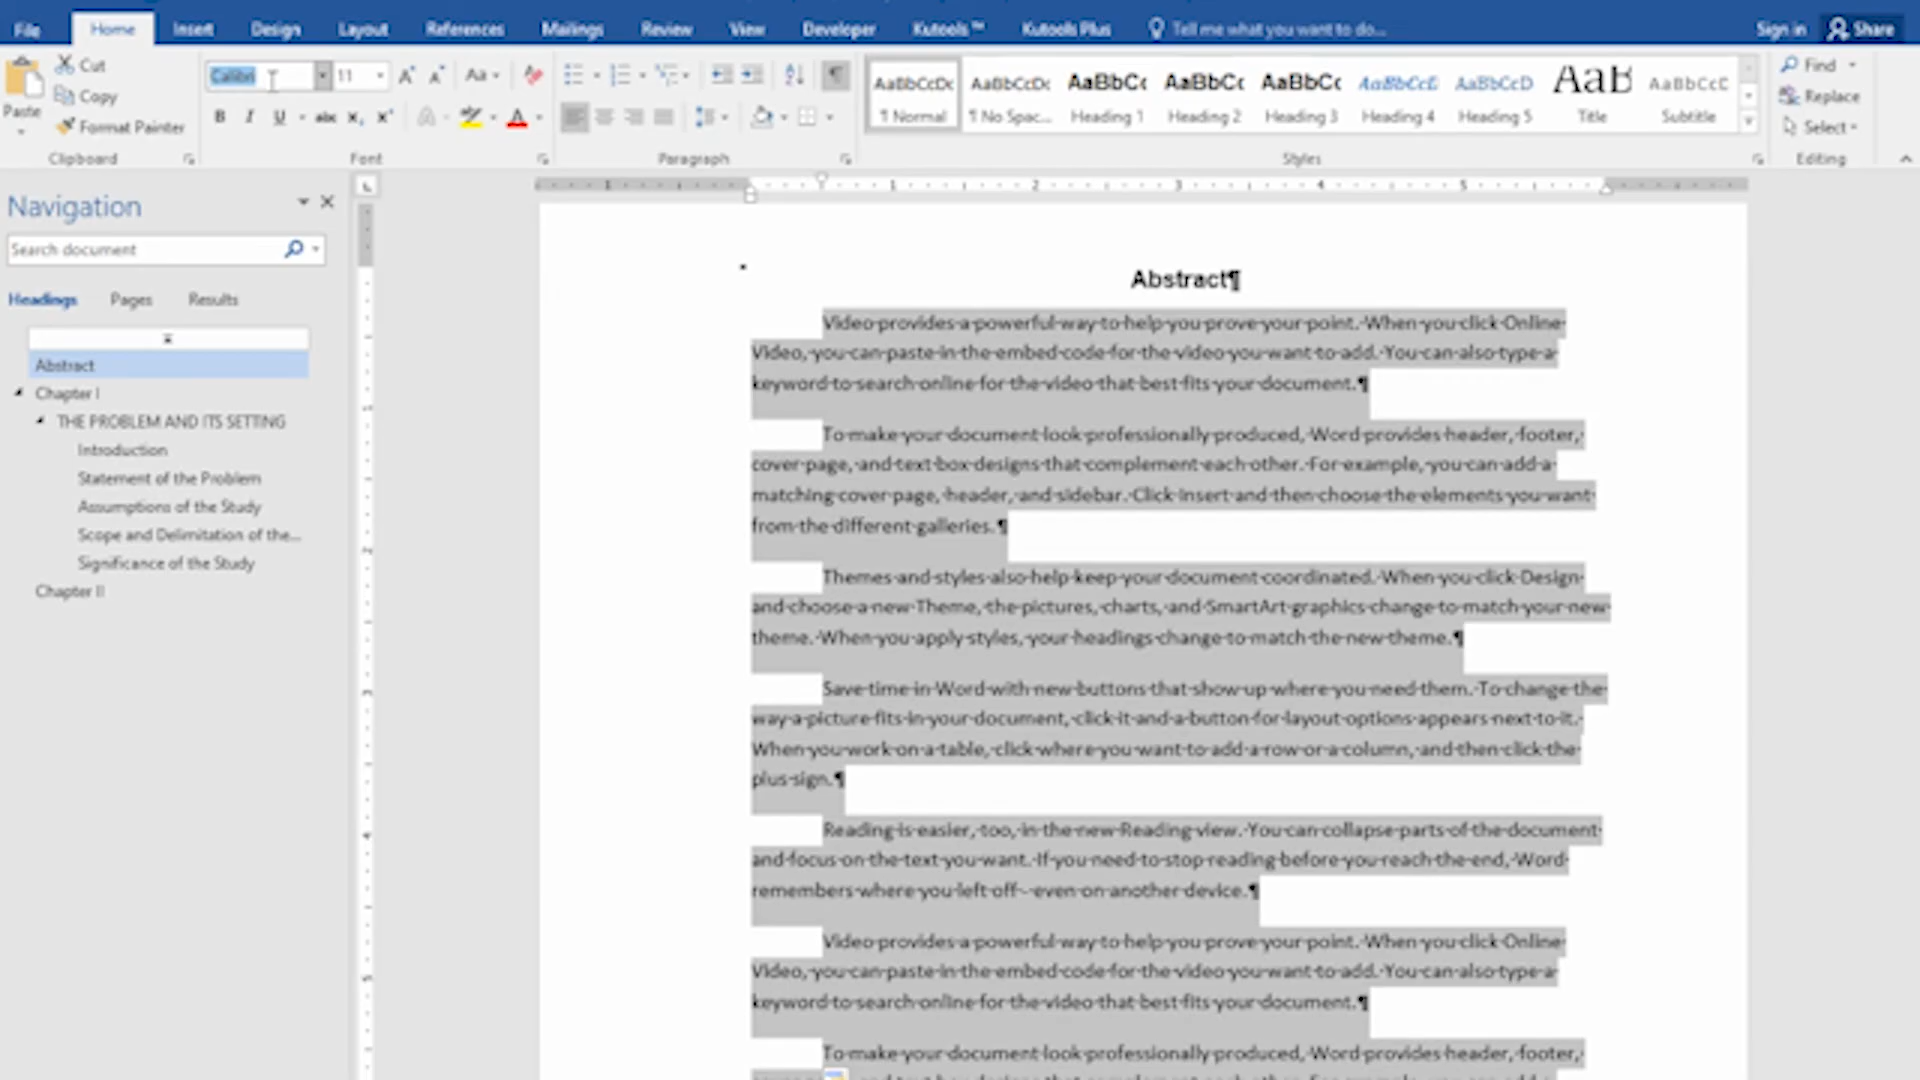 File Home Insert Design Layout References Mailings Review View Developer Kutools ™ Kutools Plus Tell me what you want to do... Sign in Share
Paste
Cut
Copy
Format Painter
Clipboard
Calibri 11
Aa
B I U abc x₂ x² A
Font
Paragraph
AaBbCcDc AaBbCcDc AaBbCc AaBbCc AaBbCc AaBbCcD AaBbCcD AaB AaBbCcC
¶ Normal ¶ No Spac... Heading 1 Heading 2 Heading 3 Heading 4 Heading 5 Title Subtitle
Styles
Find
Replace
Select
Editing
Navigation
Search document
Headings Pages Results
Abstract
Chapter I
THE PROBLEM AND ITS SETTING
Introduction
Statement of the Problem
Assumptions of the Study
Scope and Delimitation of the...
Significance of the Study
Chapter II
1 1 2 3 4 5
1
2
3
4
5
Abstract¶
Video·provides·a·powerful·way·to·help·you·prove·your·point.·When·you·click·Online·
Video,·you·can·paste·in·the·embed·code·for·the·video·you·want·to·add.·You·can·also·type·a·
keyword·to·search·online·for·the·video·that·best·fits·your·document.¶
To·make·your·document·look·professionally·produced,·Word·provides·header,·footer,·
cover·page,·and·text·box·designs·that·complement·each·other.·For·example,·you·can·add·a·
matching·cover·page,·header,·and·sidebar.·Click·Insert·and·then·choose·the·elements·you·want·
from·the·different·galleries.¶
Themes·and·styles·also·help·keep·your·document·coordinated.·When·you·click·Design·
and·choose·a·new·Theme,·the·pictures,·charts,·and·SmartArt·graphics·change·to·match·your·new·
theme.·When·you·apply·styles,·your·headings·change·to·match·the·new·theme.¶
Save·time·in·Word·with·new·buttons·that·show·up·where·you·need·them.·To·change·the·
way·a·picture·fits·in·your·document,·click·it·and·a·button·for·layout·options·appears·next·to·it.·
When·you·work·on·a·table,·click·where·you·want·to·add·a·row·or·a·column,·and·then·click·the·
plus·sign.¶
Reading·is·easier,·too,·in·the·new·Reading·view.·You·can·collapse·parts·of·the·document·
and·focus·on·the·text·you·want.·If·you·need·to·stop·reading·before·you·reach·the·end,·Word·
remembers·where·you·left·off·-·even·on·another·device.¶
Video·provides·a·powerful·way·to·help·you·prove·your·point.·When·you·click·Online·
Video,·you·can·paste·in·the·embed·code·for·the·video·you·want·to·add.·You·can·also·type·a·
keyword·to·search·online·for·the·video·that·best·fits·your·document.¶
To·make·your·document·look·professionally·produced,·Word·provides·header,·footer,·